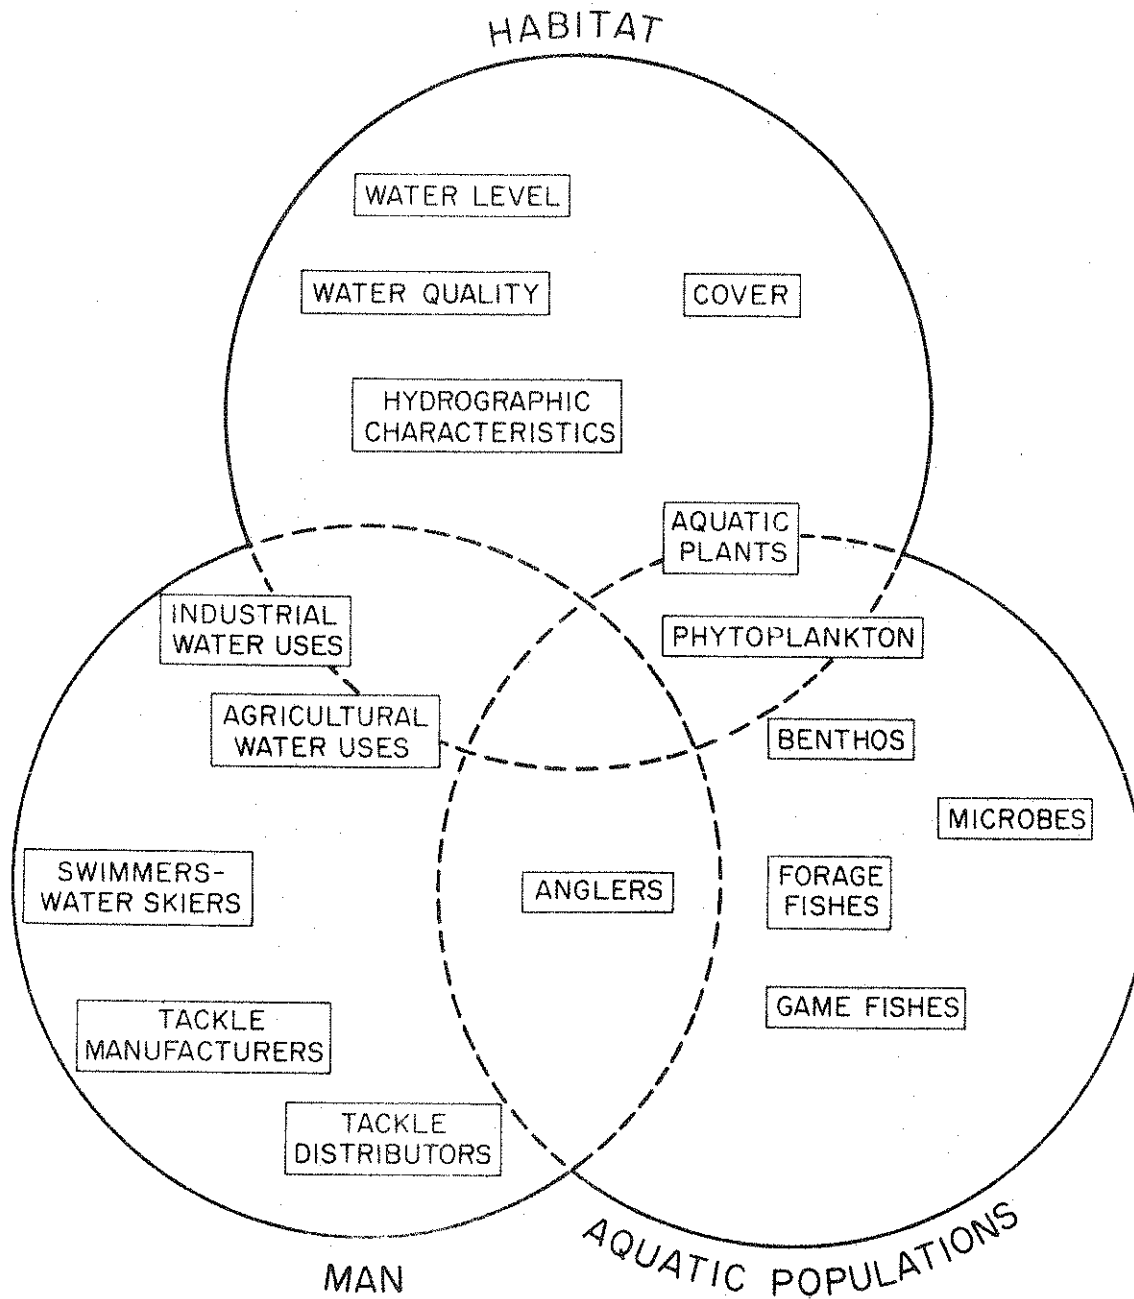 HABITAT
WATER LEVEL
WATER QUALITY
COVER
HYDROGRAPHIC
CHARACTERISTICS
AQUATIC
PLANTS
INDUSTRIAL
WATER USES
PHYTOPLANKTON
AGRICULTURAL
WATER USES
BENTHOS
MICROBES
SWIMMERS-
WATER SKIERS
ANGLERS
FORAGE
FISHES
GAME FISHES
TACKLE
MANUFACTURERS
TACKLE
DISTRIBUTORS
MAN
AQUATIC POPULATIONS